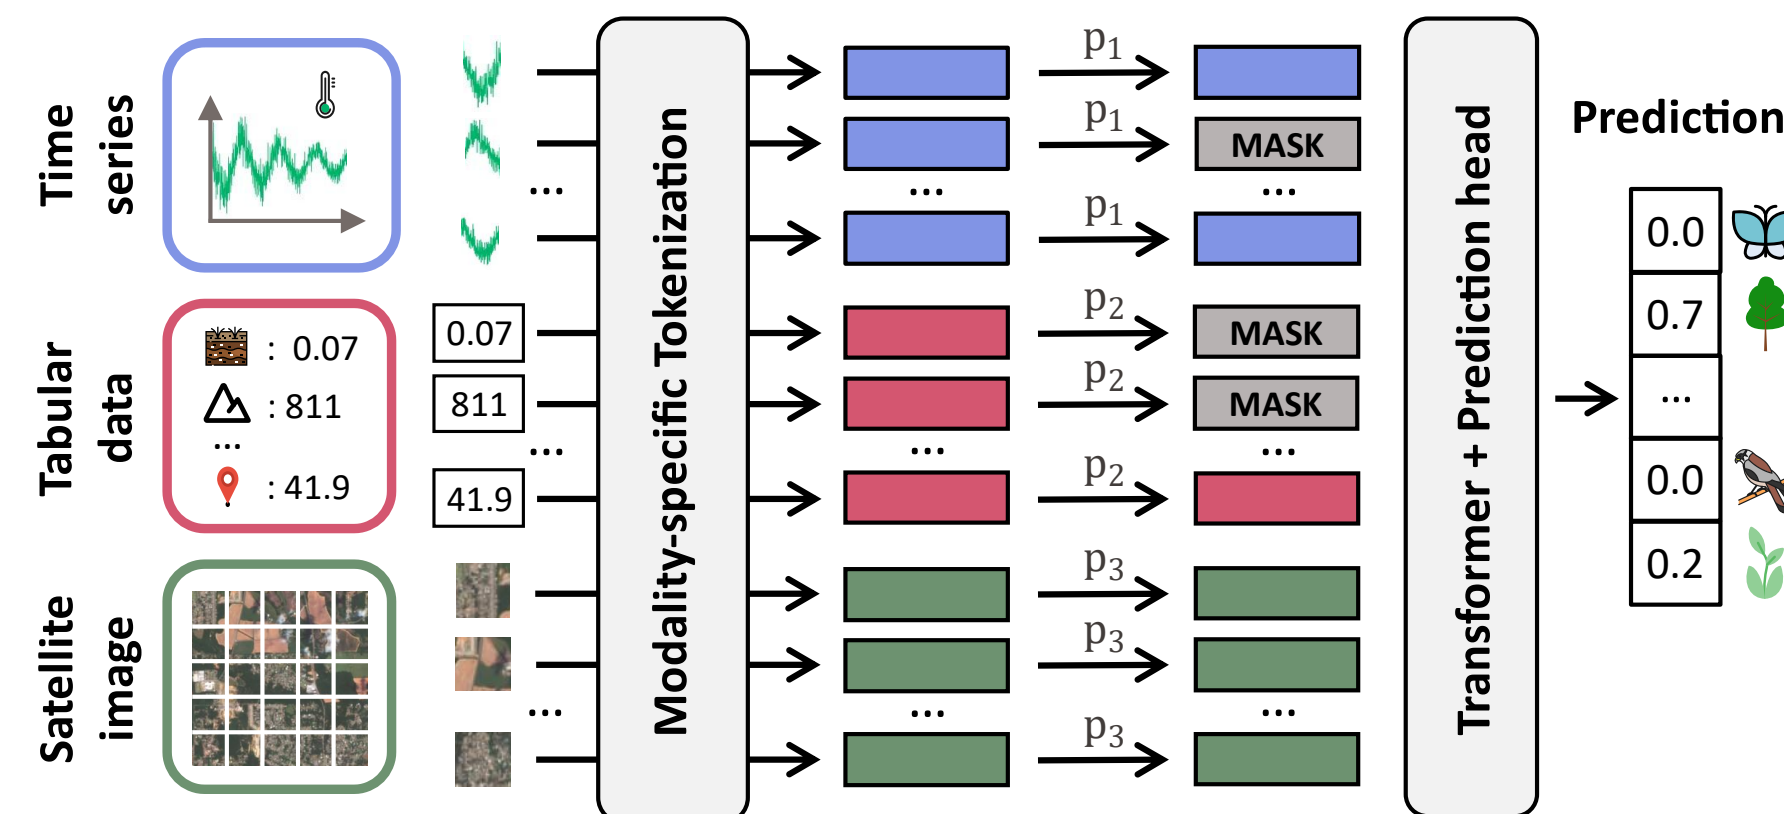 Time
series
...
p1
p1
MASK
...
...
p1
Tabular
data
: 0.07
: 811
...
: 41.9
0.07
811
...
41.9
p2
MASK
p2
MASK
...
...
p2
Satellite
image
...
p3
p3
...
...
p3
Modality-specific Tokenization
Transformer + Prediction head
Prediction
0.0
0.7
...
0.0
0.2